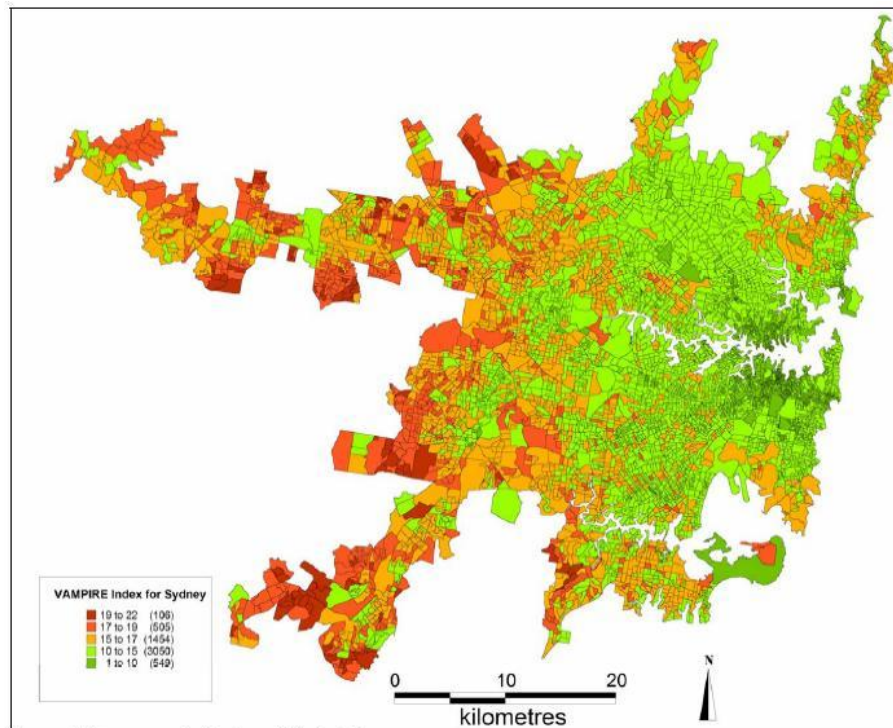 VAMPIRE Index for Sydney
19 to 22 (106)
17 to 19 (505)
15 to 17 (1454)
10 to 15 (3050)
1 to 10 (549)
0 10 20
kilometres
N